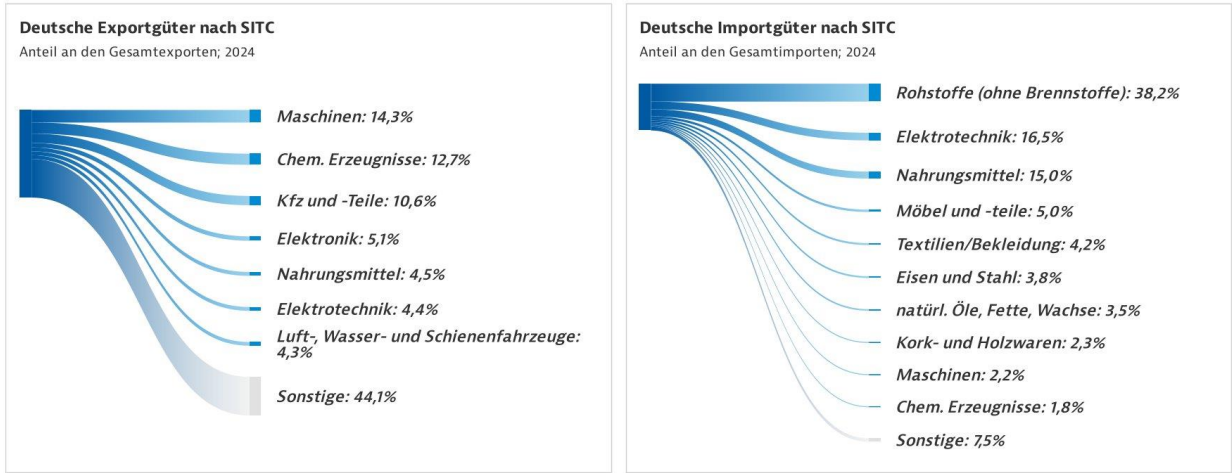 Deutsche Exportgüter nach SITC
Anteil an den Gesamtexporten; 2024
Maschinen: 14,3%
Chem. Erzeugnisse: 12,7%
Kfz und -Teile: 10,6%
Elektronik: 5,1%
Nahrungsmittel: 4,5%
Elektrotechnik: 4,4%
Luft-, Wasser- und Schienenfahrzeuge:
4,3%
Sonstige: 44,1%
Deutsche Importgüter nach SITC
Anteil an den Gesamtimporten; 2024
Rohstoffe (ohne Brennstoffe): 38,2%
Elektrotechnik: 16,5%
Nahrungsmittel: 15,0%
Möbel und -teile: 5,0%
Textilien/Bekleidung: 4,2%
Eisen und Stahl: 3,8%
natürl. Öle, Fette, Wachse: 3,5%
Kork- und Holzwaren: 2,3%
Maschinen: 2,2%
Chem. Erzeugnisse: 1,8%
Sonstige: 7,5%